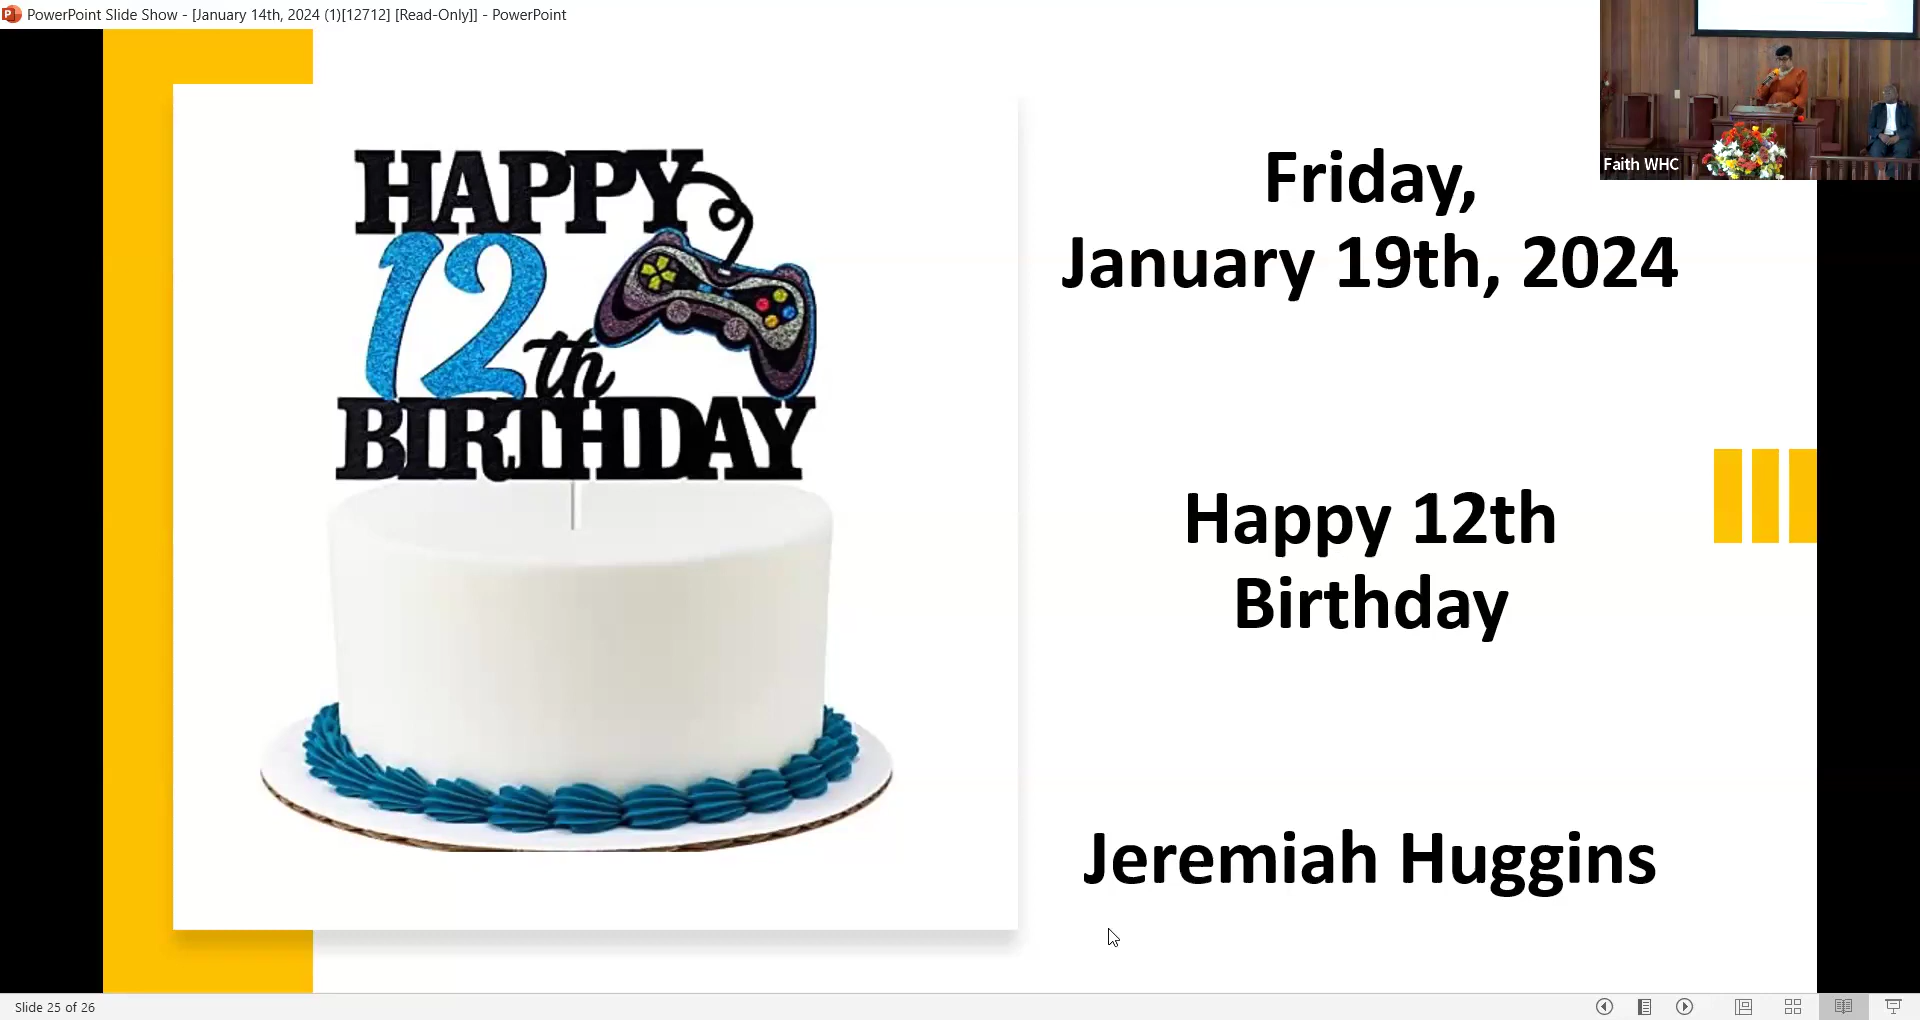 PowerPoint Slide Show - [January 14th, 2024 (1)[12712] [Read-Only]] - PowerPoint
Faith WHC
HAPPY
12th
BIRTHDAY
Friday,
January 19th, 2024
Happy 12th
Birthday
Jeremiah Huggins
Slide 25 of 26